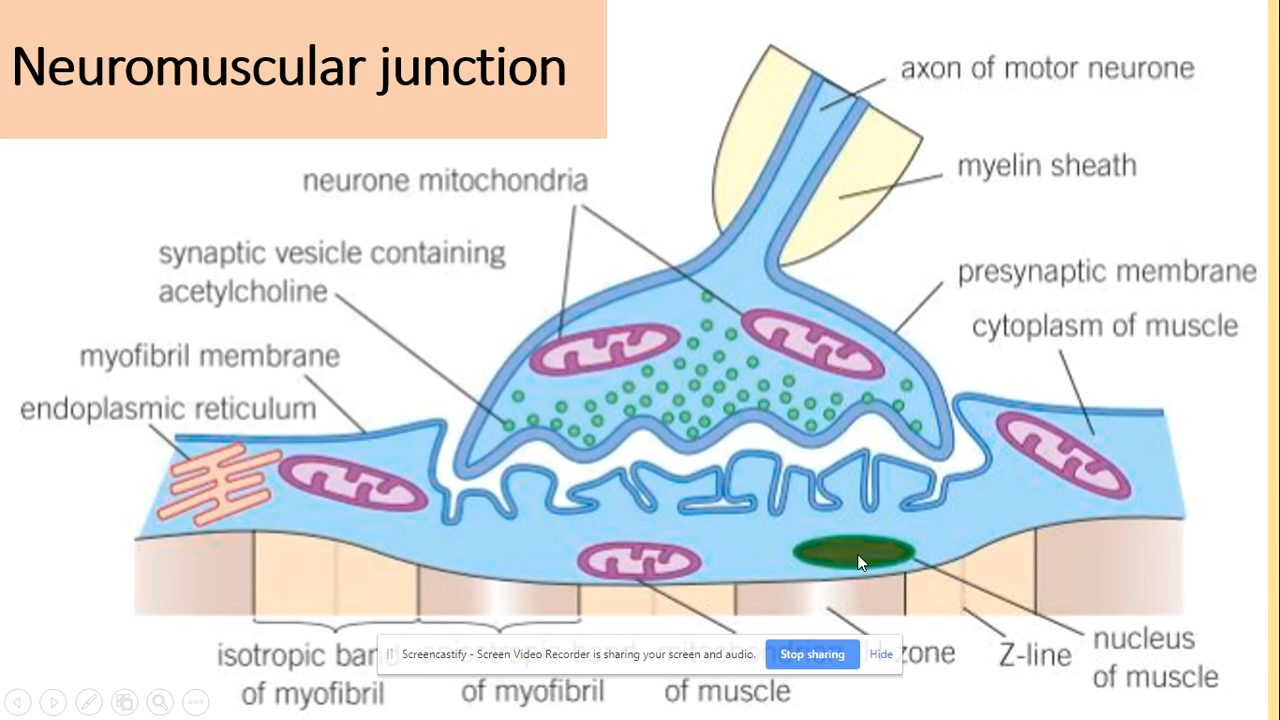 Neuromuscular junction
axon of motor neurone
myelin sheath
neurone mitochondria
synaptic vesicle containing
acetylcholine
presynaptic membrane
cytoplasm of muscle
myofibril membrane
endoplasmic reticulum
isotropic band
of myofibril
of myofibril
mitochondrion
of muscle
zone
Z-line
nucleus
of muscle
Screencastify - Screen Video Recorder is sharing your screen and audio.
Stop sharing
Hide